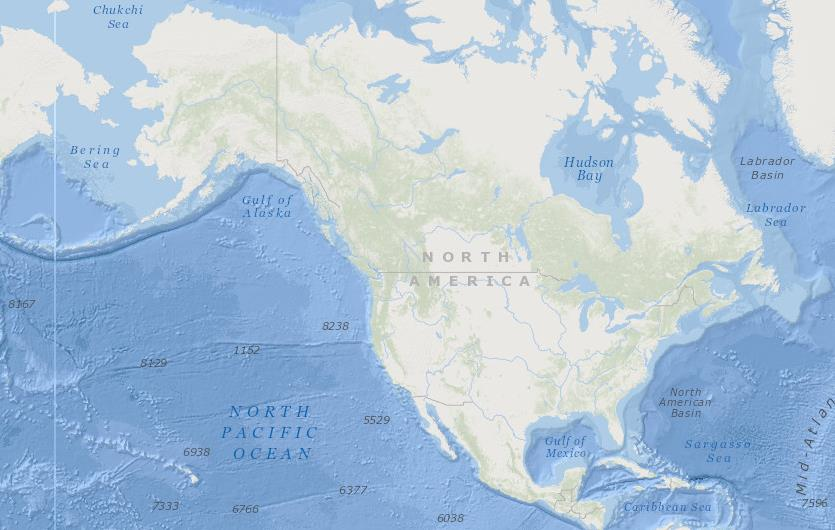 Chukchi
Sea
Bering
Sea
Gulf of
Alaska
Hudson
Bay
Labrador
Basin
Labrador
Sea
NORTH
AMERICA
8167
8238
8129
1152
5529
NORTH
PACIFIC
OCEAN
6938
6377
7333
6766
6038
North
American
Basin
Gulf of
Mexico
Sargasso
Sea
Caribbean Sea
Mid-Atlan
7596